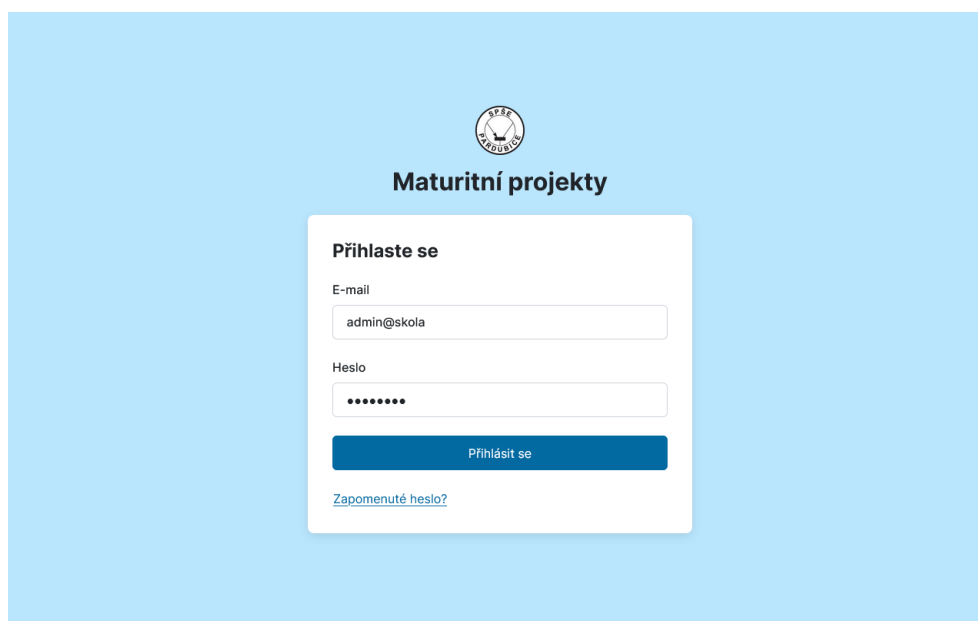 SPŠE
PARDUBICE
Maturitní projekty
Přihlaste se
E-mail
admin@skola
Heslo
••••••••
Přihlásit se
Zapomenuté heslo?